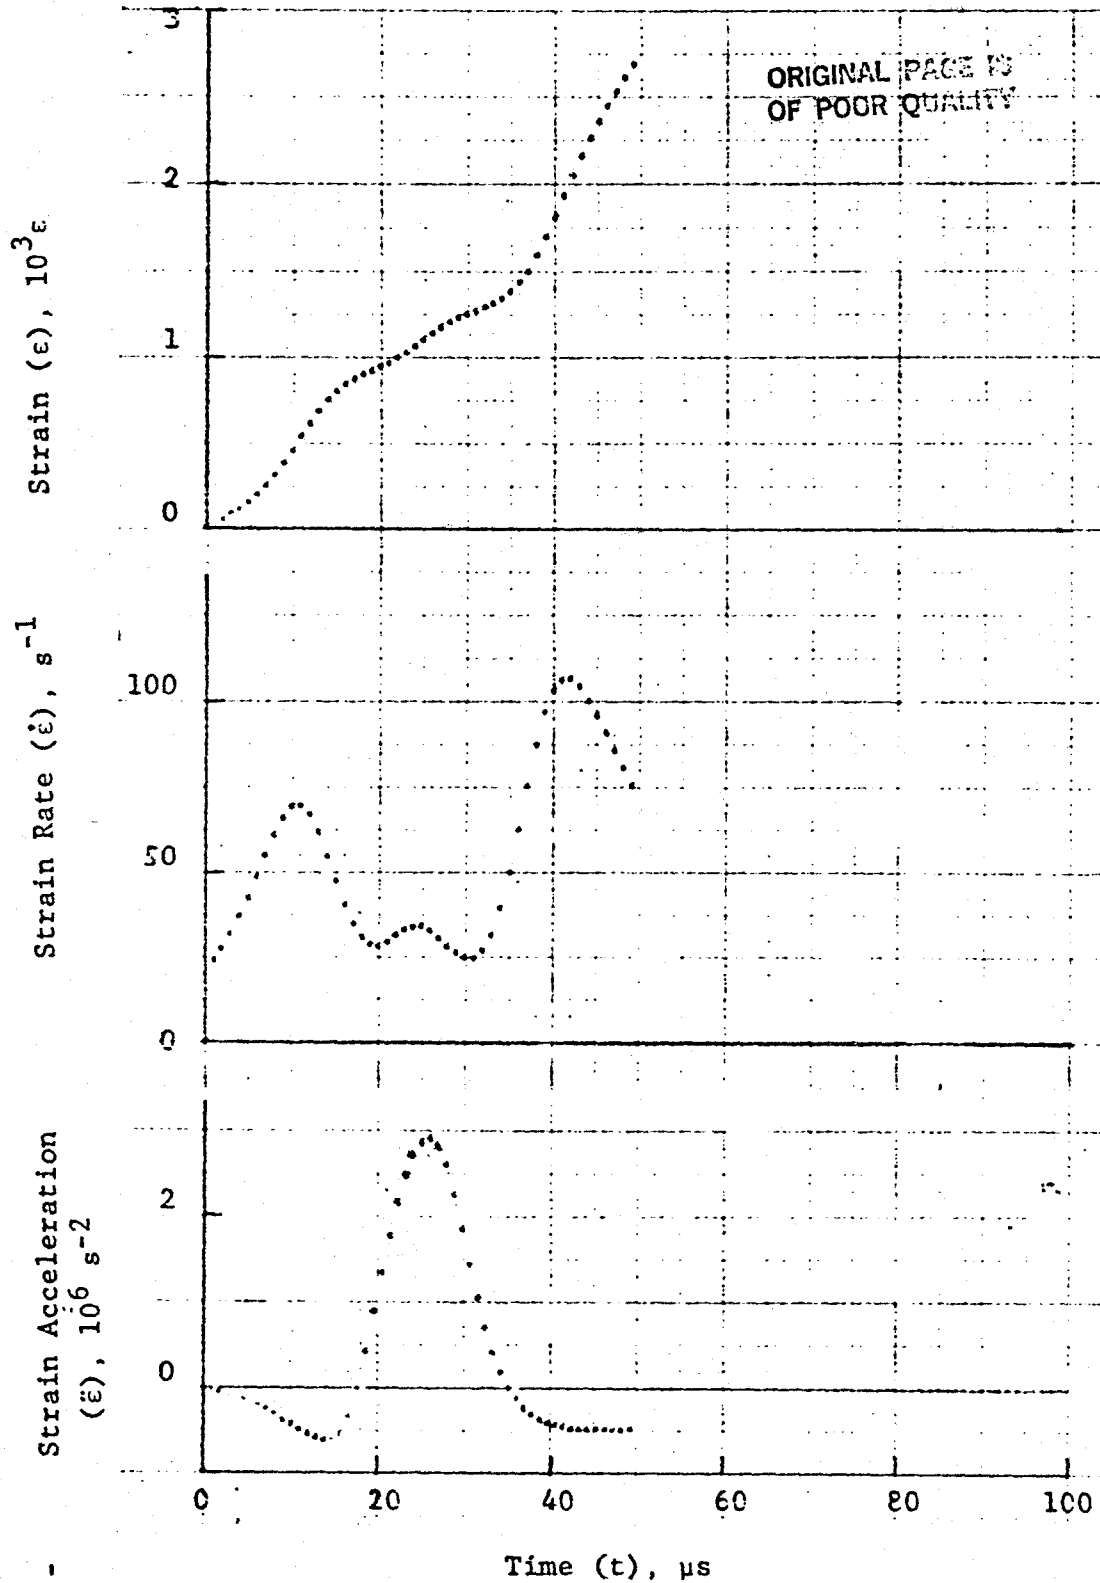 3
ORIGINAL PAGE IS
OF POOR QUALITY
2
1
0
Strain (ε), 10³ε
100
50
0
Strain Rate (ε̇), s⁻¹
2
0
Strain Acceleration
(ε̈), 10⁶ s⁻²
0 20 40 60 80 100
Time (t), μs